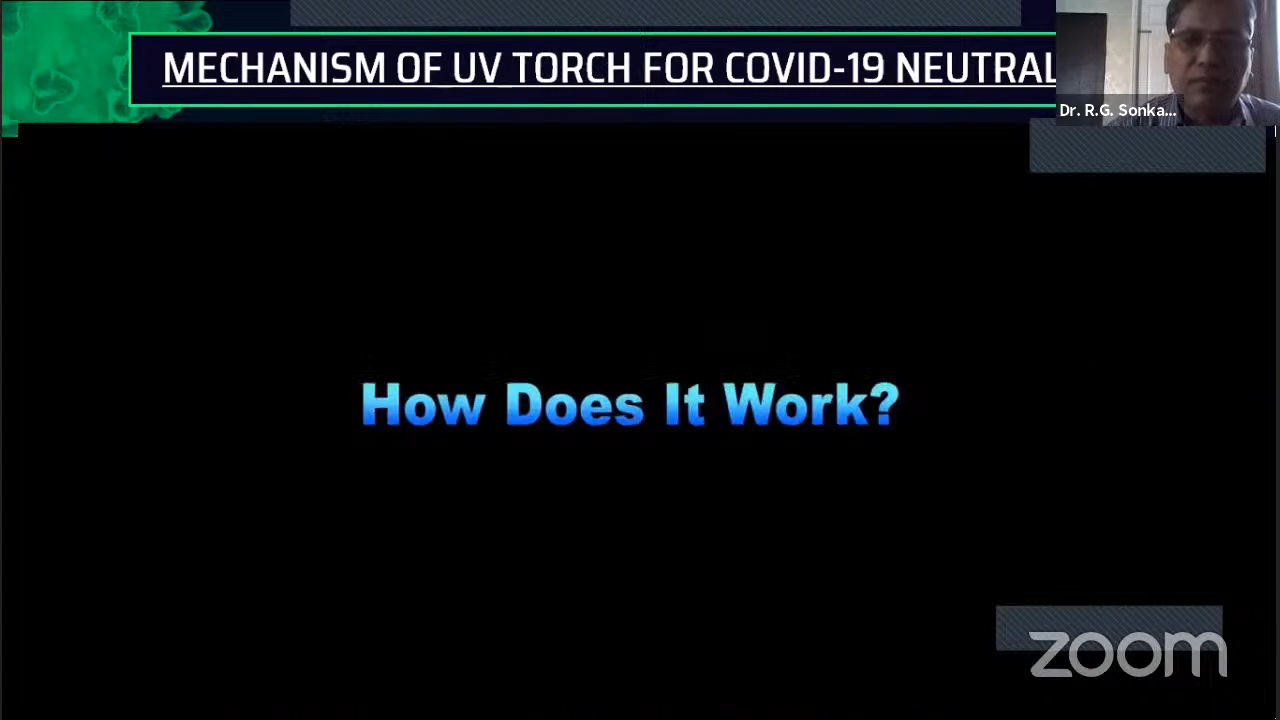 MECHANISM OF UV TORCH FOR COVID-19 NEUTRAL
Dr. R.G. Sonka...
How Does It Work?
zoom